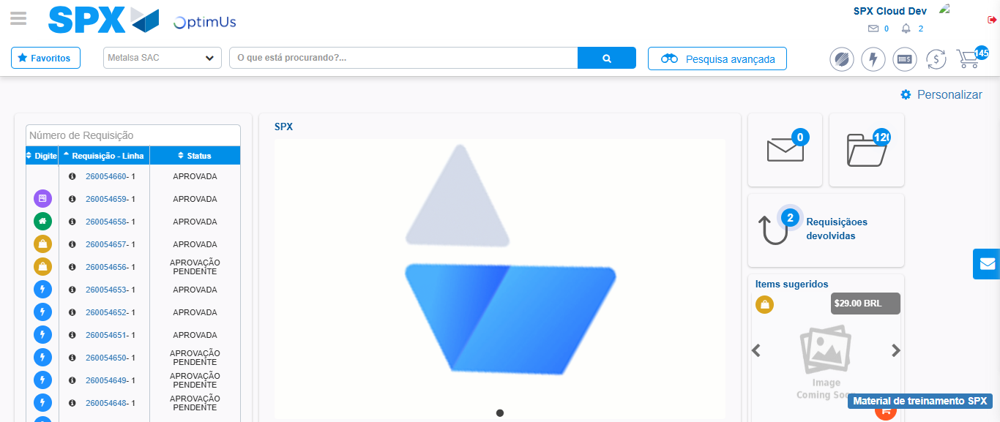 SPX OptimUs
SPX Cloud Dev
0 2
Favoritos
Metalsa SAC
O que está procurando?...
Pesquisa avançada
145
Personalizar
Número de Requisição
Digite Requisição - Linha Status
260054660- 1 APROVADA
260054659- 1 APROVADA
260054658- 1 APROVADA
260054657- 1 APROVADA
260054656- 1 APROVAÇÃO
PENDENTE
260054653- 1 APROVADA
260054652- 1 APROVADA
260054651- 1 APROVADA
260054650- 1 APROVAÇÃO
PENDENTE
260054649- 1 APROVAÇÃO
PENDENTE
260054648- 1 APROVAÇÃO
PENDENTE
SPX
0
120
2
Requisiçãoes
devolvidas
Items sugeridos
$29.00 BRL
Image
Coming Soon
Material de treinamento SPX